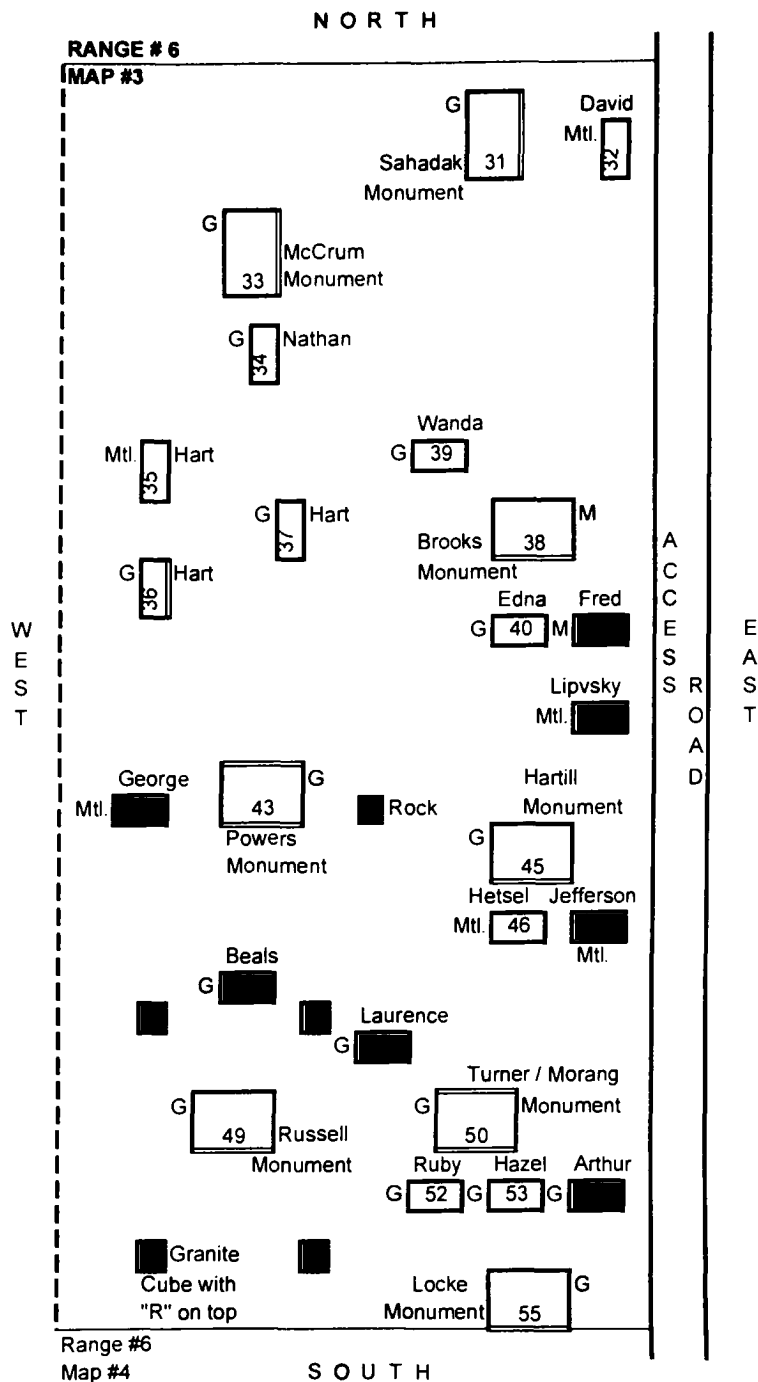 N O R T H
RANGE # 6
MAP #3
G
David
Mtl.
32
Sahadak
31
Monument
G
McCrum
33
Monument
G
Nathan
34
Wanda
Mtl.
Hart
G
39
35
G
Hart
37
M
Brooks
38
Monument
G
Hart
36
Edna
Fred
G
40
M
Lipvsky
Mtl.
A C C E S S
R O A D
W E S T
E A S T
George
G
Hartill
Monument
Mtl.
43
Rock
Powers
Monument
G
45
Hetsel
Jefferson
Mtl.
46
Mtl.
Beals
G
Laurence
G
Turner / Morang
G
G
Monument
49
Russell
50
Monument
Ruby
Hazel
Arthur
G
52
G
53
G
Granite
Cube with
"R" on top
Locke
G
Monument
55
Range #6
Map #4
S O U T H